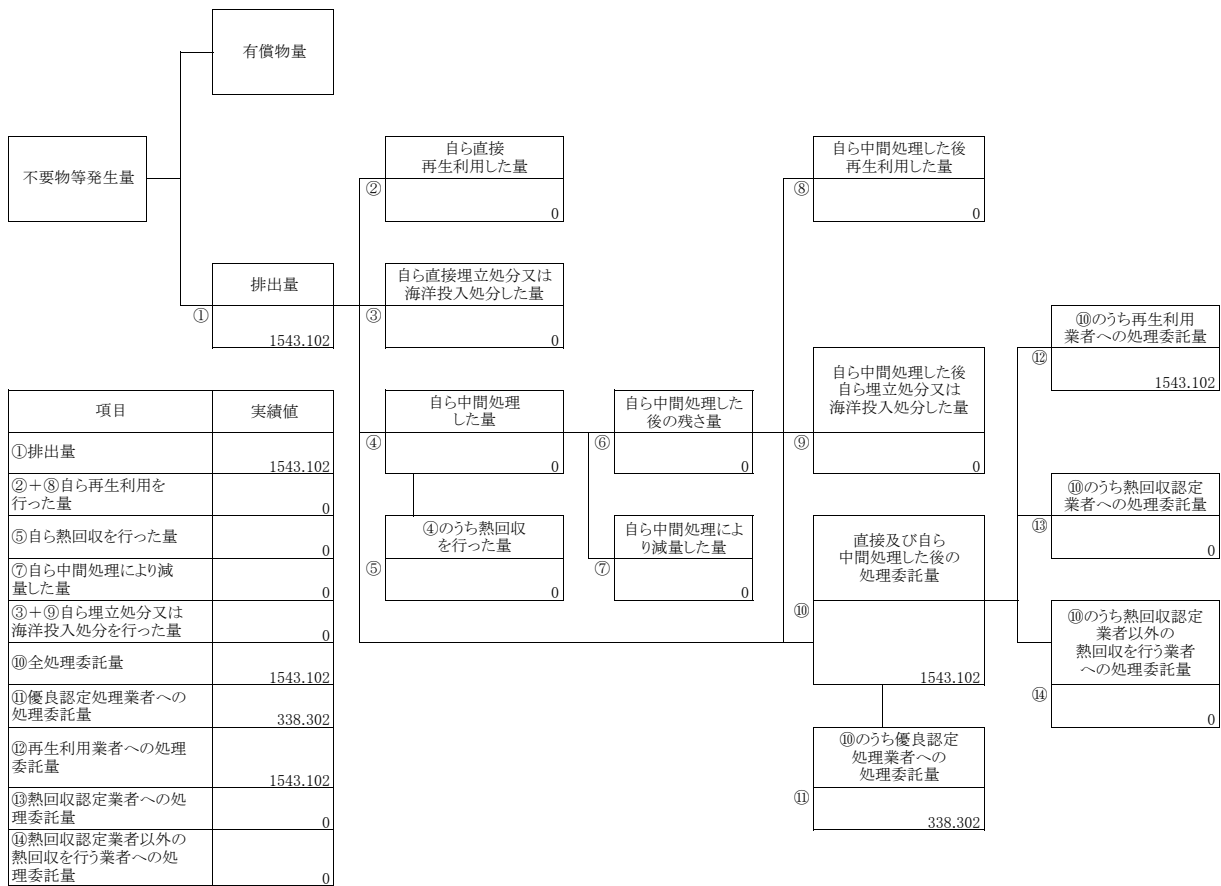 有償物量
不要物等発生量
自ら直接
再生利用した量
②
0
自ら中間処理した後
再生利用した量
⑧
0
排出量
①
1543.102
自ら直接埋立処分又は
海洋投入処分した量
③
0
⑩のうち再生利用
業者への処理委託量
⑫
1543.102
自ら中間処理
した量
④
0
自ら中間処理した
後の残さ量
⑥
0
自ら中間処理した後
自ら埋立処分又は
海洋投入処分した量
⑨
0
⑩のうち熱回収認定
業者への処理委託量
⑬
0
④のうち熱回収
を行った量
⑤
0
自ら中間処理によ
り減量した量
⑦
0
直接及び自ら
中間処理した後の
処理委託量
⑩
1543.102
⑩のうち熱回収認定
業者以外の
熱回収を行う業者
への処理委託量
⑭
0
⑩のうち優良認定
処理業者への
処理委託量
⑪
338.302
項目 実績値
①排出量
1543.102
②＋⑧自ら再生利用を
行った量
0
⑤自ら熱回収を行った量
0
⑦自ら中間処理により減
量した量
0
③＋⑨自ら埋立処分又は
海洋投入処分を行った量
0
⑩全処理委託量
1543.102
⑪優良認定処理業者への
処理委託量
338.302
⑫再生利用業者への処理
委託量
1543.102
⑬熱回収認定業者への処
理委託量
0
⑭熱回収認定業者以外の
熱回収を行う業者への処
理委託量
0